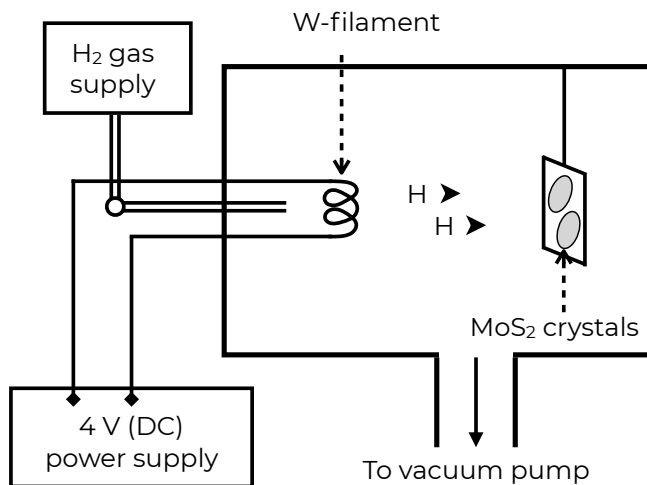 W-filament
H₂ gas
supply
H
H
MoS₂ crystals
4 V (DC)
power supply
To vacuum pump